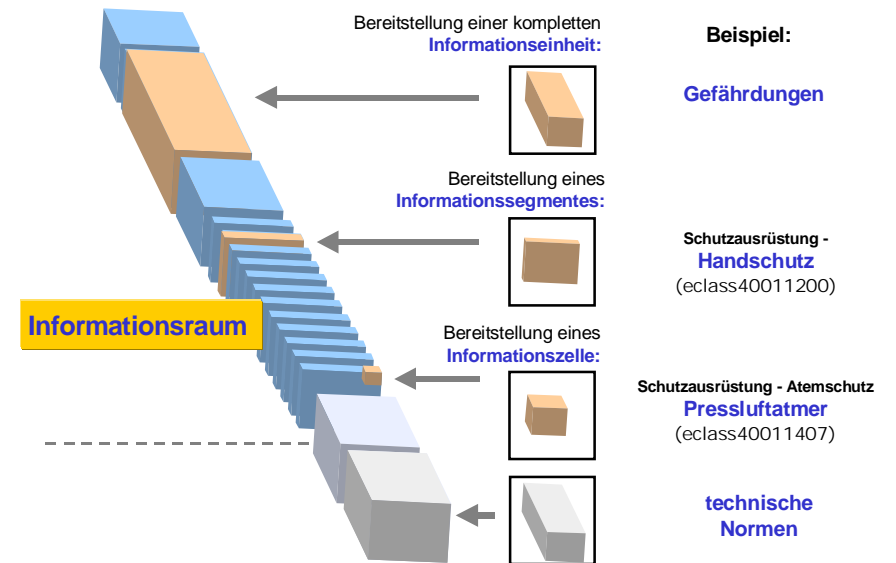 Bereitstellung einer kompletten
Informationseinheit:
Beispiel:
Gefährdungen
Bereitstellung eines
Informationssegmentes:
Schutzausrüstung -
Handschutz
(eclass40011200)
Informationsraum
Bereitstellung eines
Informationszelle:
Schutzausrüstung - Atemschutz
Pressluftatmer
(eclass40011407)
technische
Normen